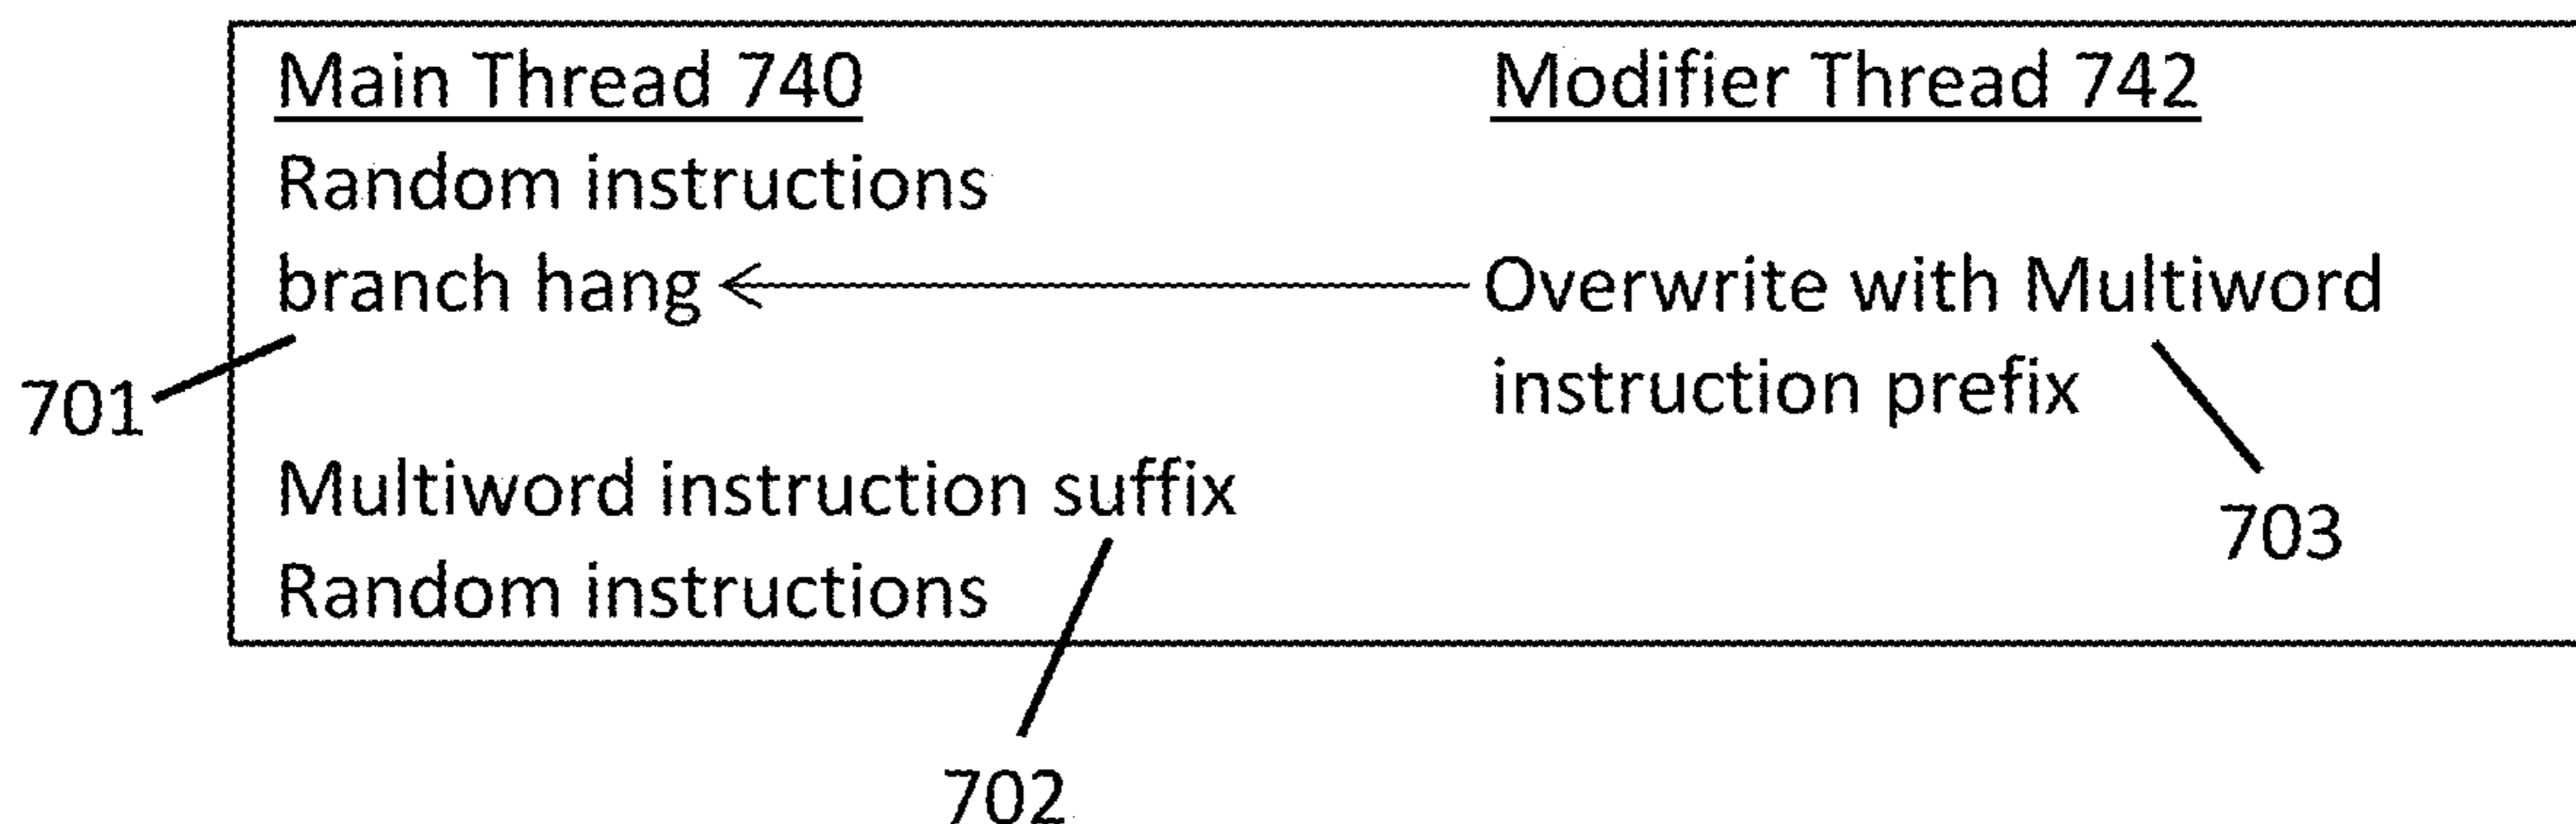 Main Thread 740 Modifier Thread 742
Random instructions
branch hang Overwrite with Multiword
instruction prefix
701
Multiword instruction suffix
703
Random instructions
702